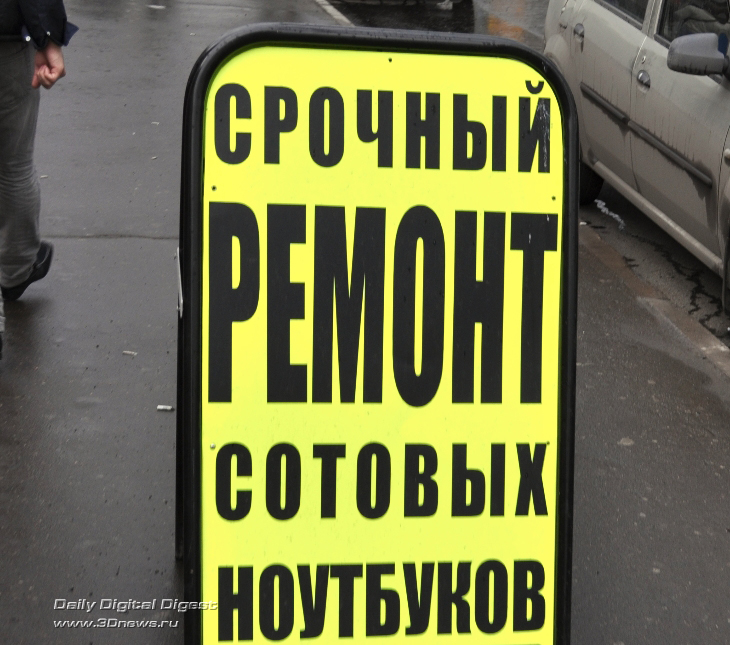 СРОЧНЫЙ
РЕМОНТ
СОТОВЫХ
НОУТБУКОВ
Daily Digital Digest
www.3Dnews.ru